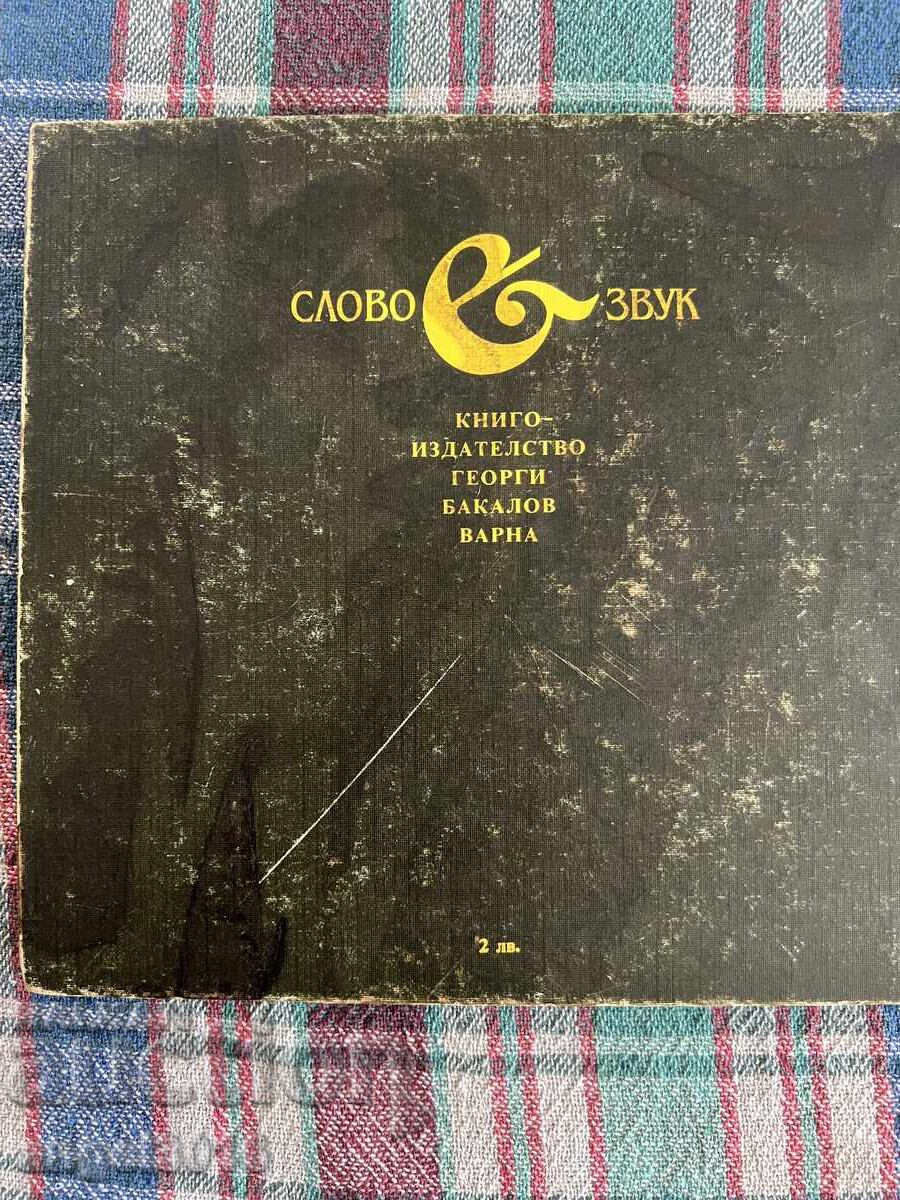 СЛОВО & ЗВУК
КНИГО-
ИЗДАТЕЛСТВО
ГЕОРГИ
БАКАЛОВ
ВАРНА
2 лв.